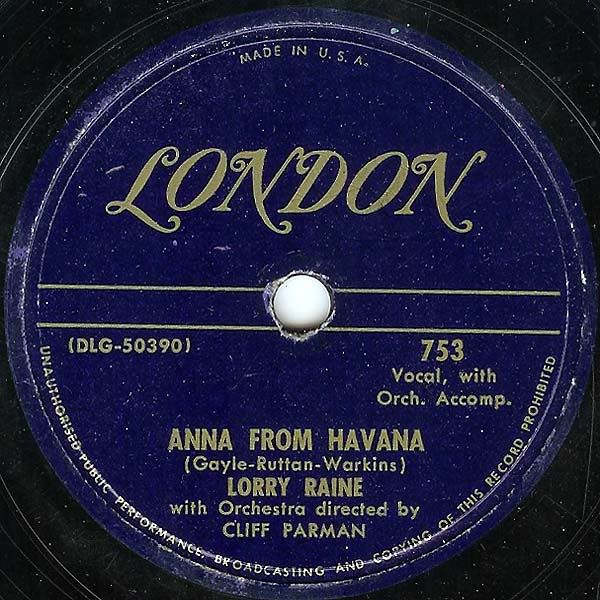 MADE IN U.S.A.
LONDON
(DLG-50390)
753
Vocal, with
Orch. Accomp.
ANNA FROM HAVANA
(Gayle-Ruttan-Warkins)
LORRY RAINE
with Orchestra directed by
CLIFF PARMAN
UNAUTHORISED PUBLIC PERFORMANCE, BROADCASTING AND COPYING OF THIS RECORD PROHIBITED